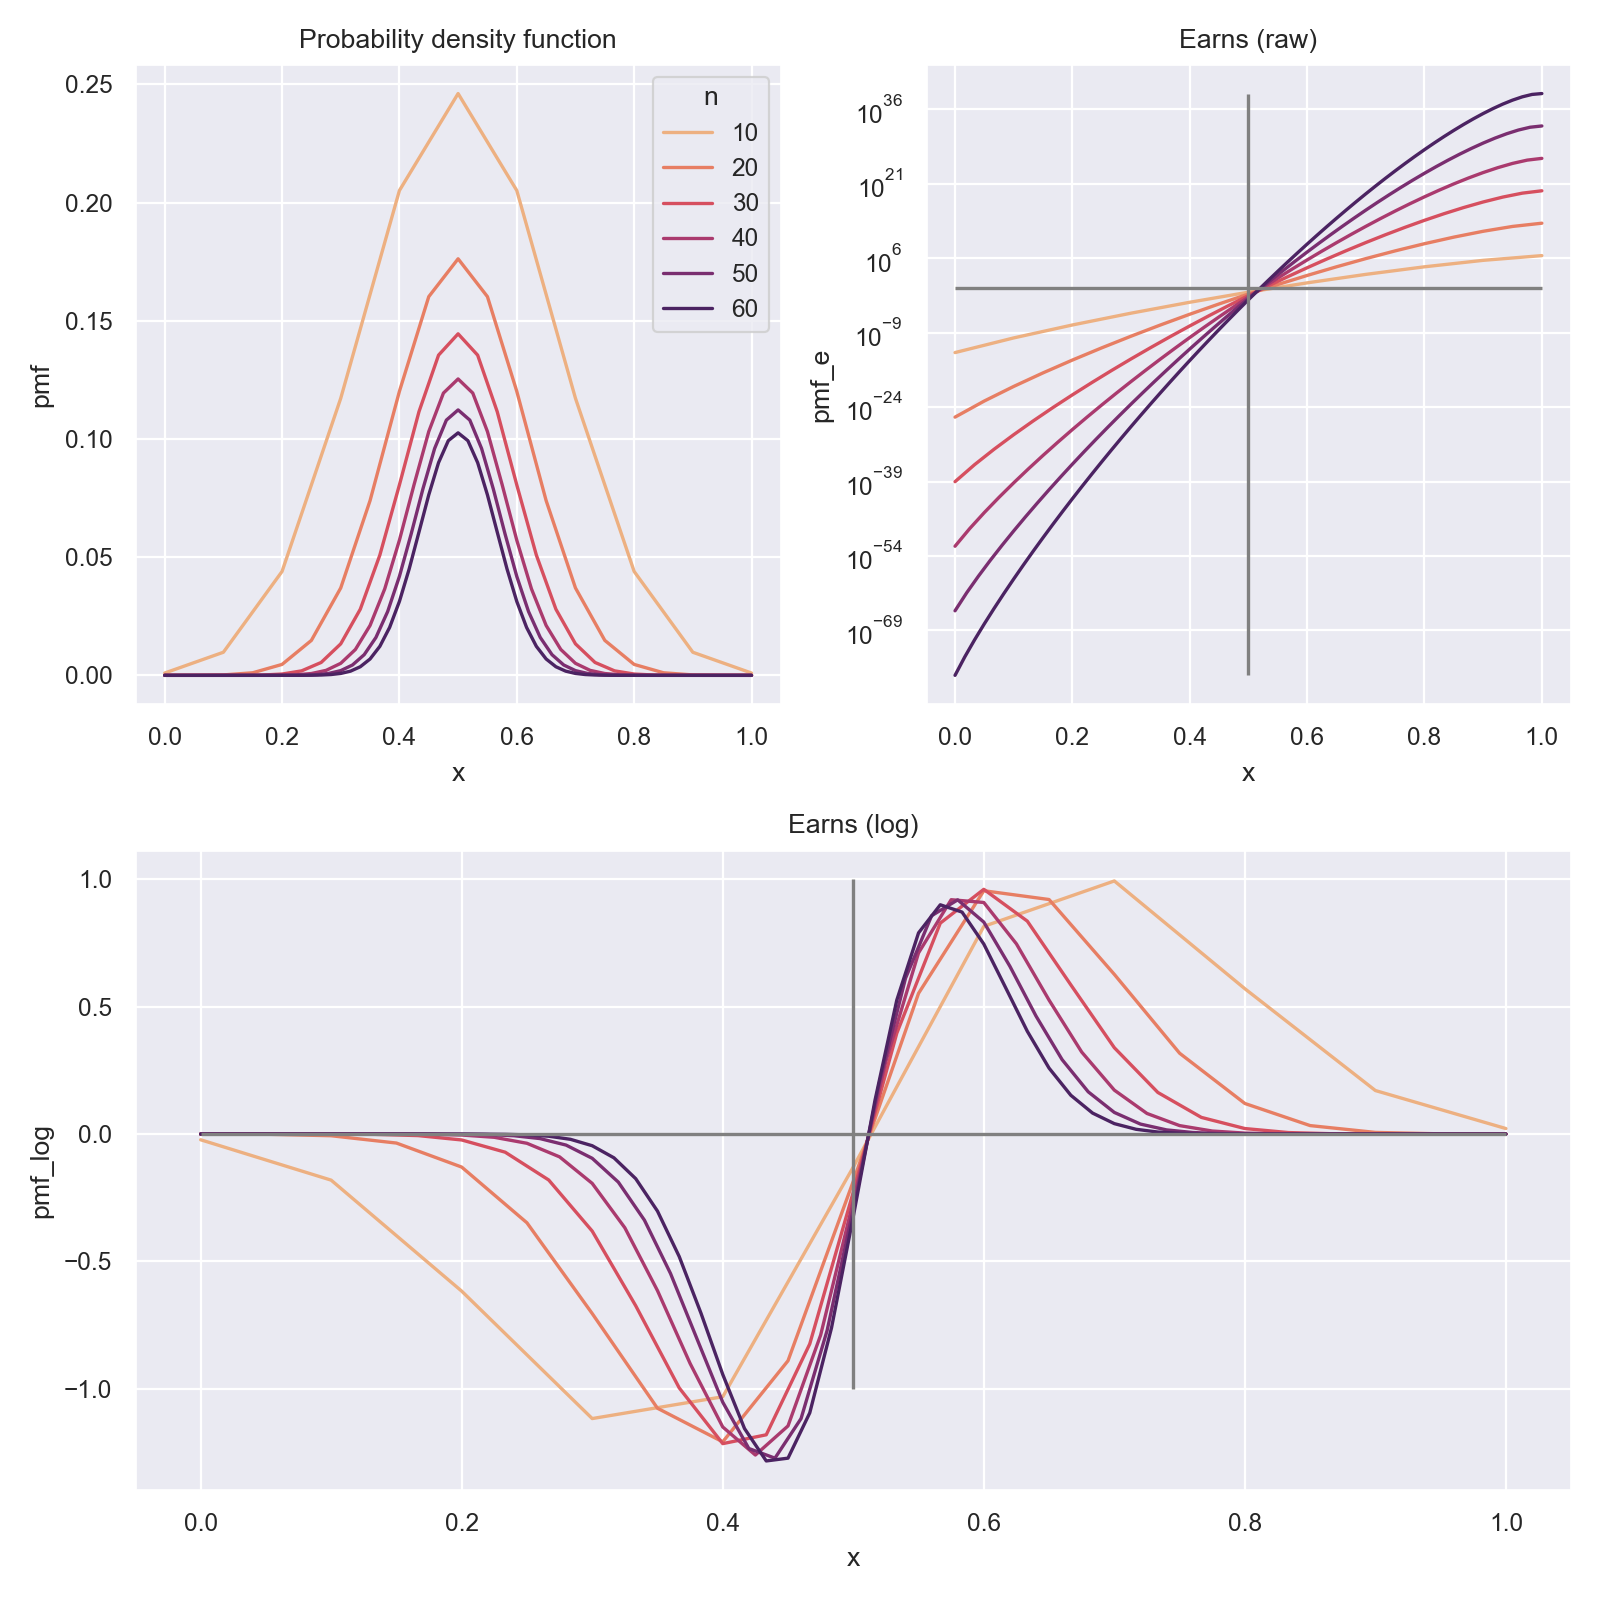 Probability density function
pmf
0.25
0.20
0.15
0.10
0.05
0.00
0.0 0.2 0.4 0.6 0.8 1.0
x
n
10
20
30
40
50
60
Earns (raw)
pmf_e
10^36
10^21
10^6
10^−9
10^−24
10^−39
10^−54
10^−69
0.0 0.2 0.4 0.6 0.8 1.0
x
Earns (log)
pmf_log
1.0
0.5
0.0
−0.5
−1.0
0.0 0.2 0.4 0.6 0.8 1.0
x